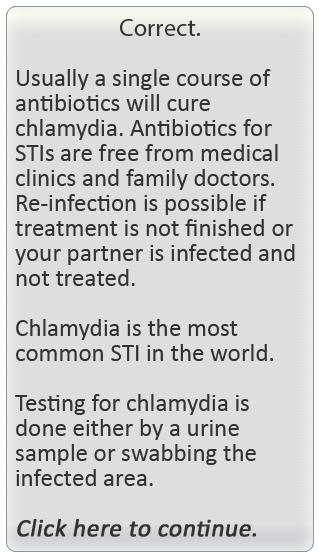 Correct.
Usually a single course of
antibiotics will cure
chlamydia. Antibiotics for
STIs are free from medical
clinics and family doctors.
Re-infection is possible if
treatment is not finished or
your partner is infected and
not treated.
Chlamydia is the most
common STI in the world.
Testing for chlamydia is
done either by a urine
sample or swabbing the
infected area.
Click here to continue.